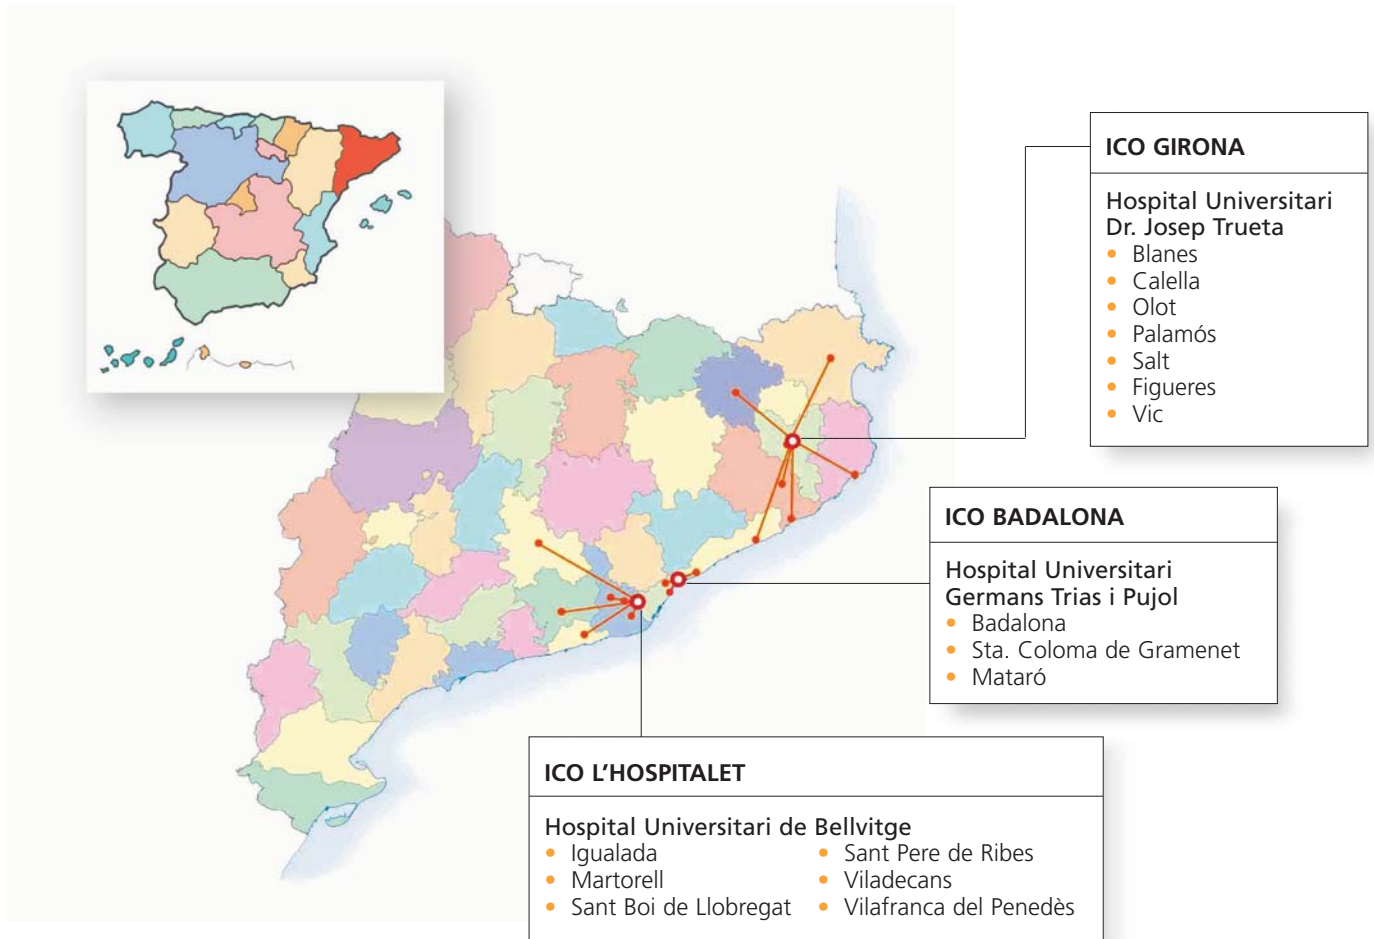 ICO GIRONA
Hospital Universitari
Dr. Josep Trueta
• Blanes
• Calella
• Olot
• Palamós
• Salt
• Figueres
• Vic
ICO BADALONA
Hospital Universitari
Germans Trias i Pujol
• Badalona
• Sta. Coloma de Gramenet
• Mataró
ICO L’HOSPITALET
Hospital Universitari de Bellvitge
• Igualada
• Martorell
• Sant Boi de Llobregat
• Sant Pere de Ribes
• Viladecans
• Vilafranca del Penedès